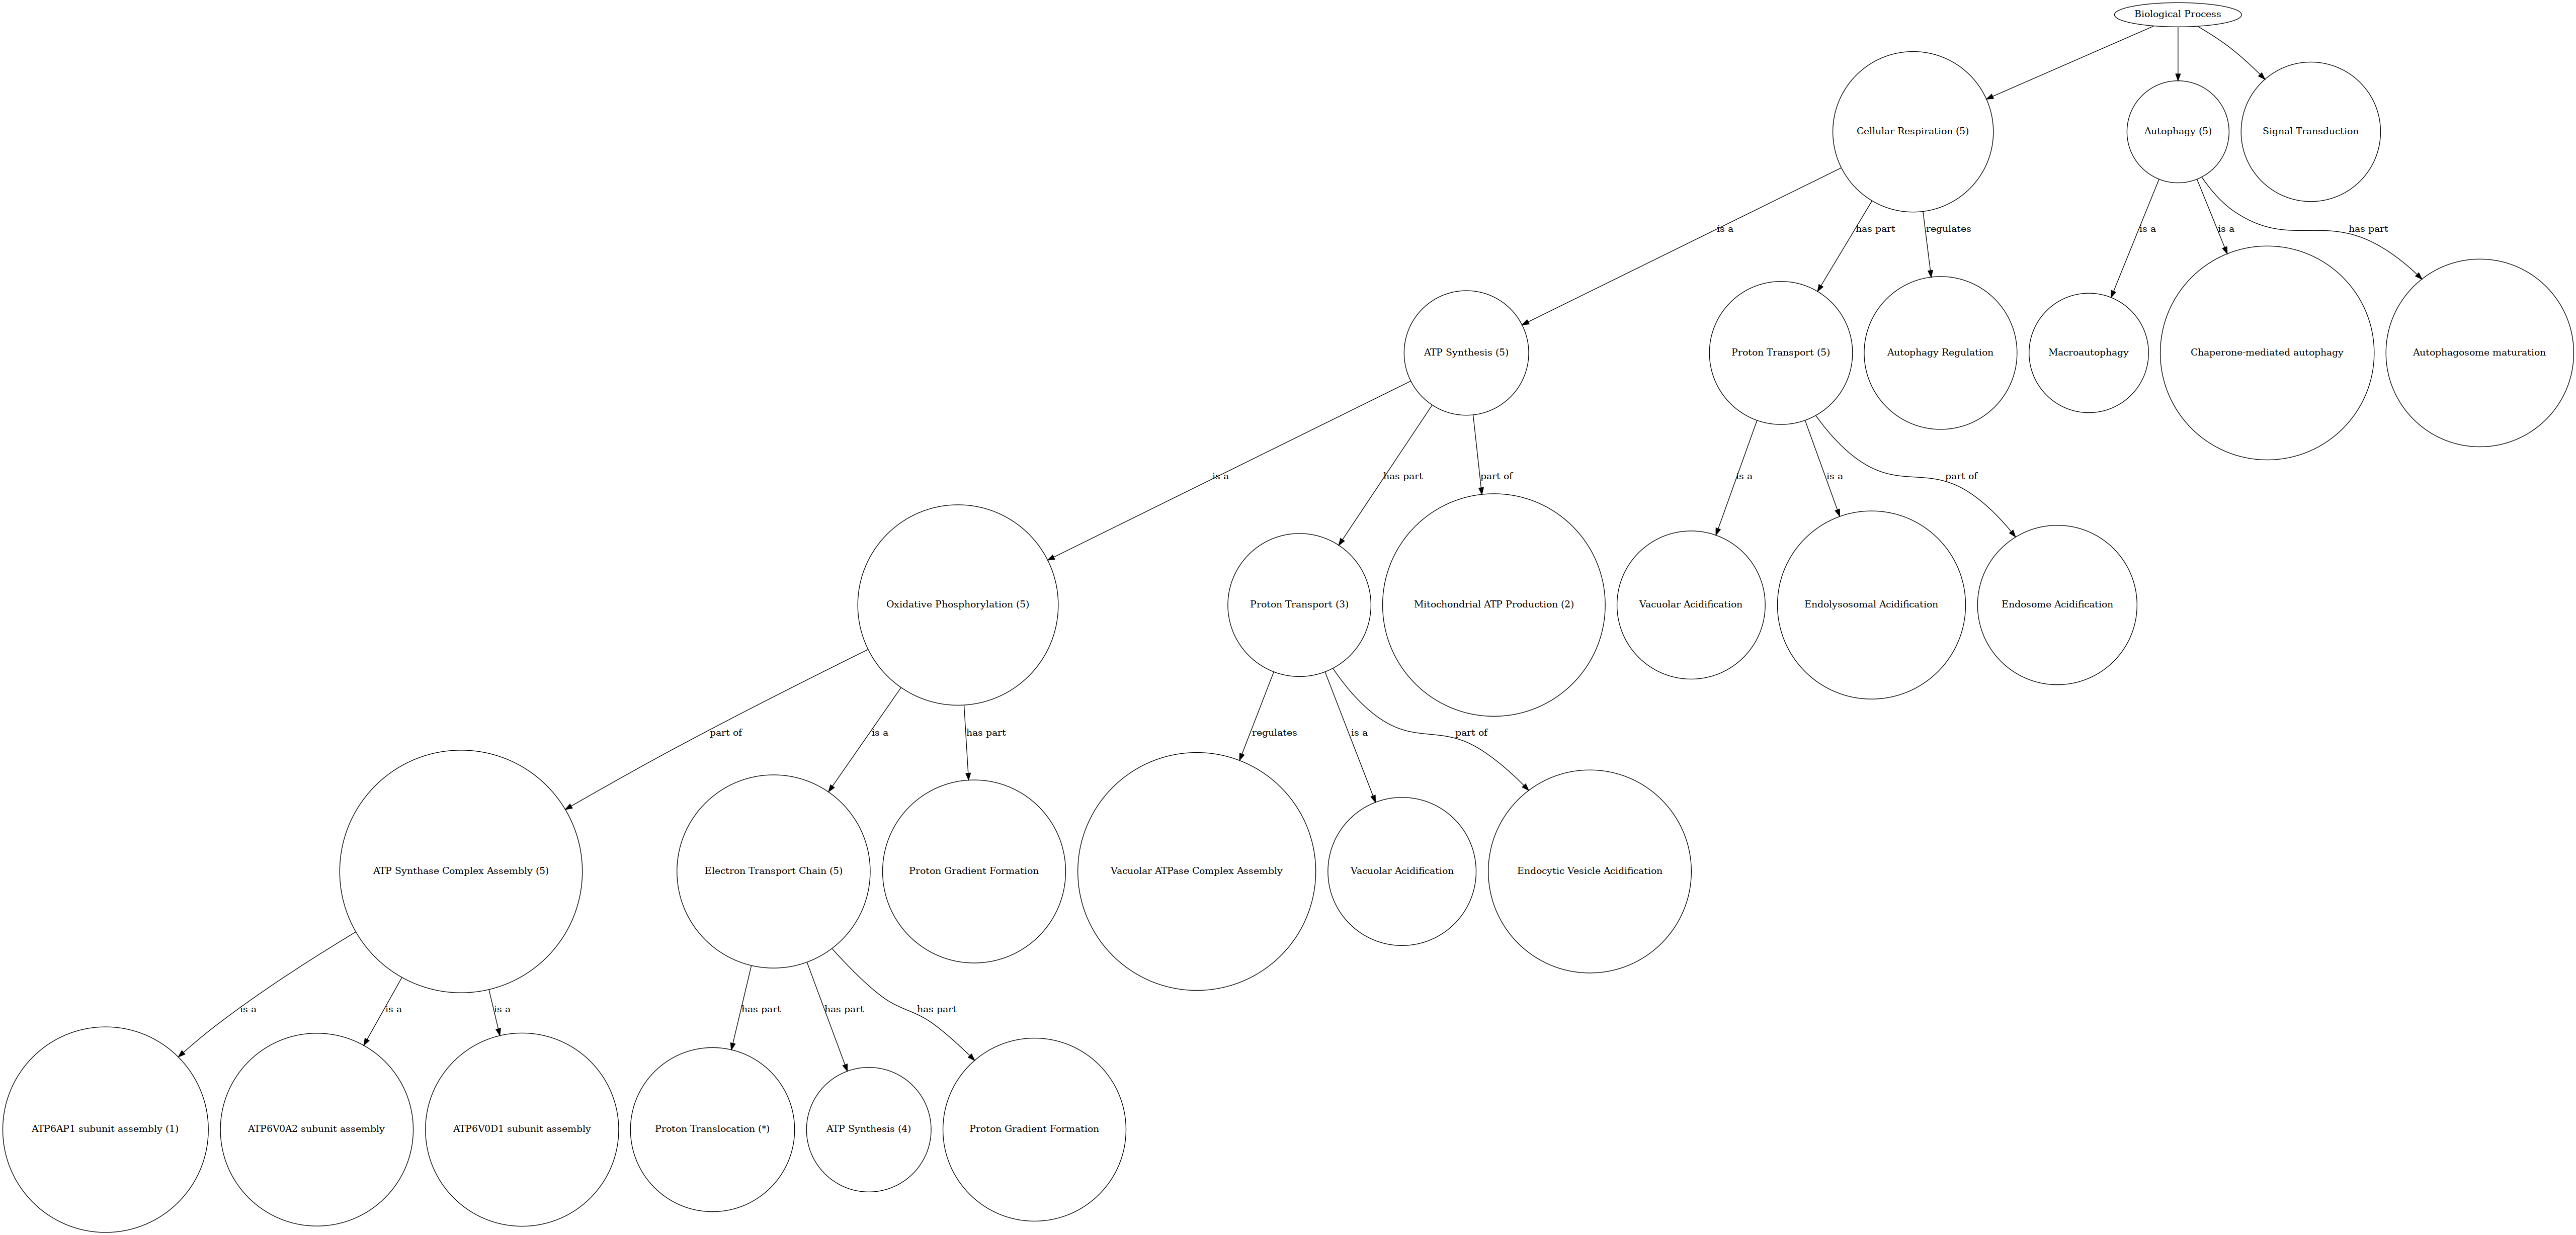 Biological Process
Cellular Respiration (5)
Autophagy (5)
Signal Transduction
is a
has part
regulates
is a
is a
has part
ATP Synthesis (5)
Proton Transport (5)
Autophagy Regulation
Macroautophagy
Chaperone-mediated autophagy
Autophagosome maturation
is a
has part
part of
is a
is a
part of
Oxidative Phosphorylation (5)
Proton Transport (3)
Mitochondrial ATP Production (2)
Vacuolar Acidification
Endolysosomal Acidification
Endosome Acidification
part of
is a
has part
regulates
is a
part of
ATP Synthase Complex Assembly (5)
Electron Transport Chain (5)
Proton Gradient Formation
Vacuolar ATPase Complex Assembly
Vacuolar Acidification
Endocytic Vesicle Acidification
is a
is a
is a
has part
has part
has part
ATP6AP1 subunit assembly (1)
ATP6V0A2 subunit assembly
ATP6V0D1 subunit assembly
Proton Translocation (*)
ATP Synthesis (4)
Proton Gradient Formation